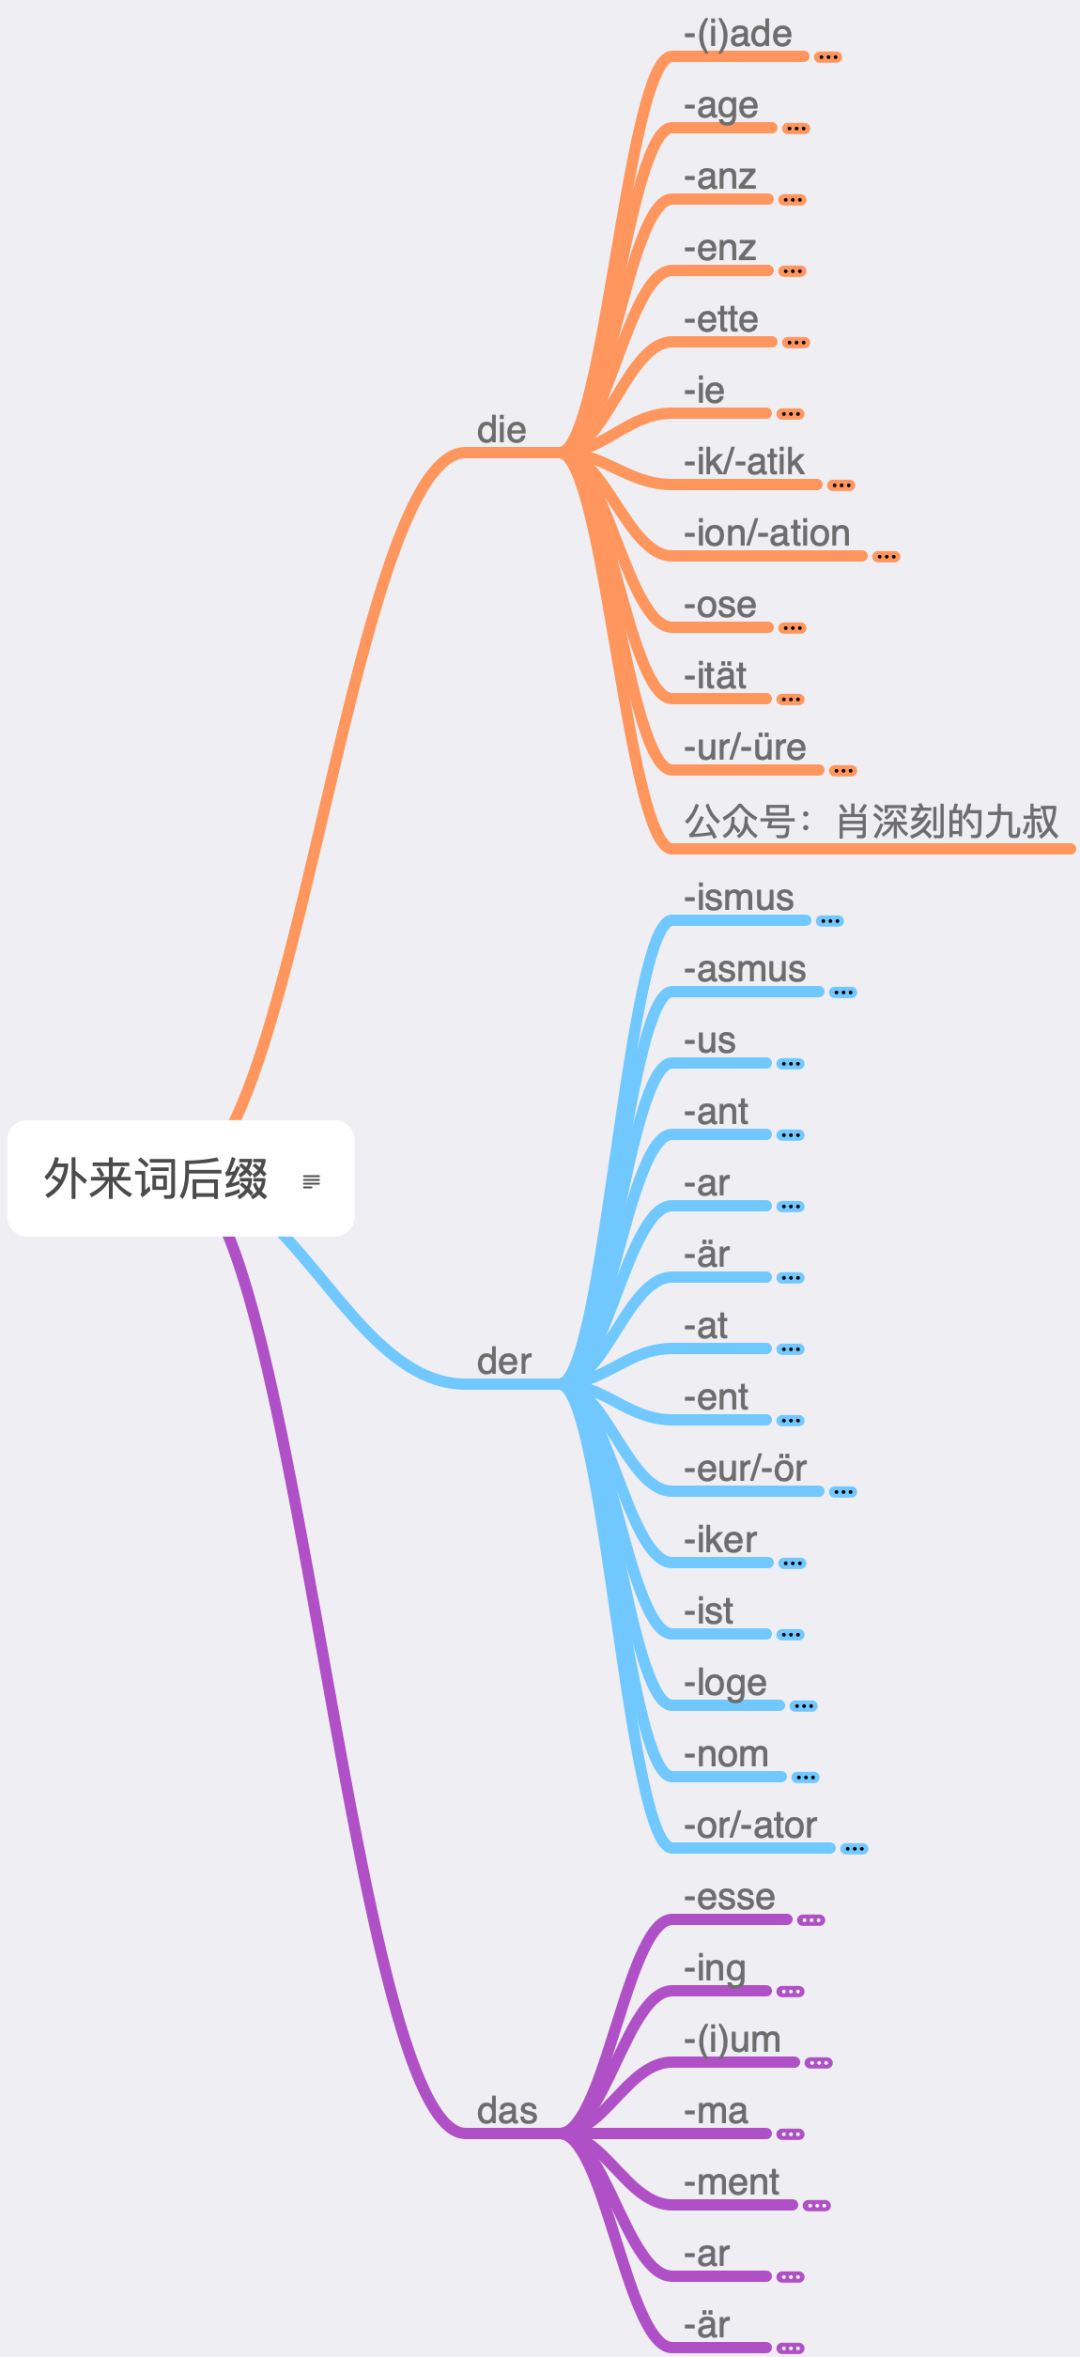 外来词后缀
die
-(i)ade
-age
-anz
-enz
-ette
-ie
-ik/-atik
-ion/-ation
-ose
-ität
-ur/-üre
公众号：肖深刻的九叔
der
-ismus
-asmus
-us
-ant
-ar
-är
-at
-ent
-eur/-ör
-iker
-ist
-loge
-nom
-or/-ator
das
-esse
-ing
-(i)um
-ma
-ment
-ar
-är